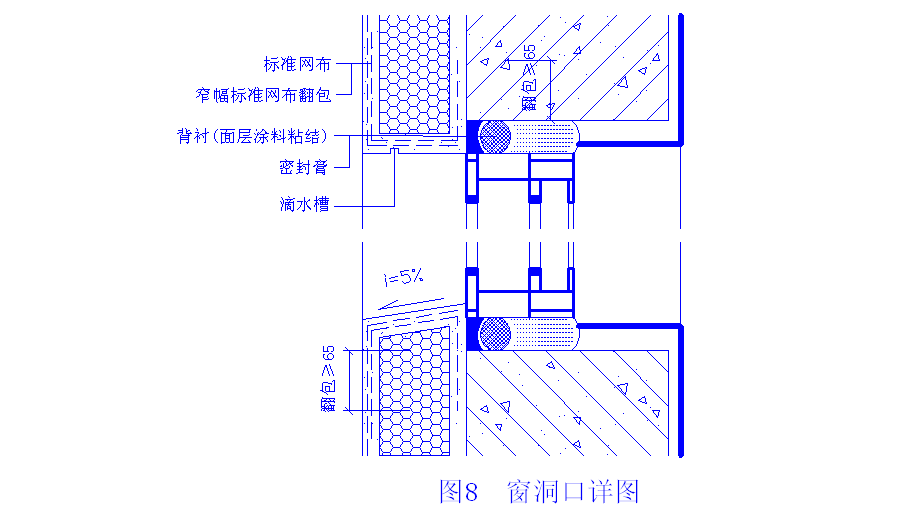 标准网布
窄幅标准网布翻包
背衬(面层涂料粘结)
密封膏
滴水槽
翻包≥65
i=5%
翻包≥65
图8 窗洞口详图